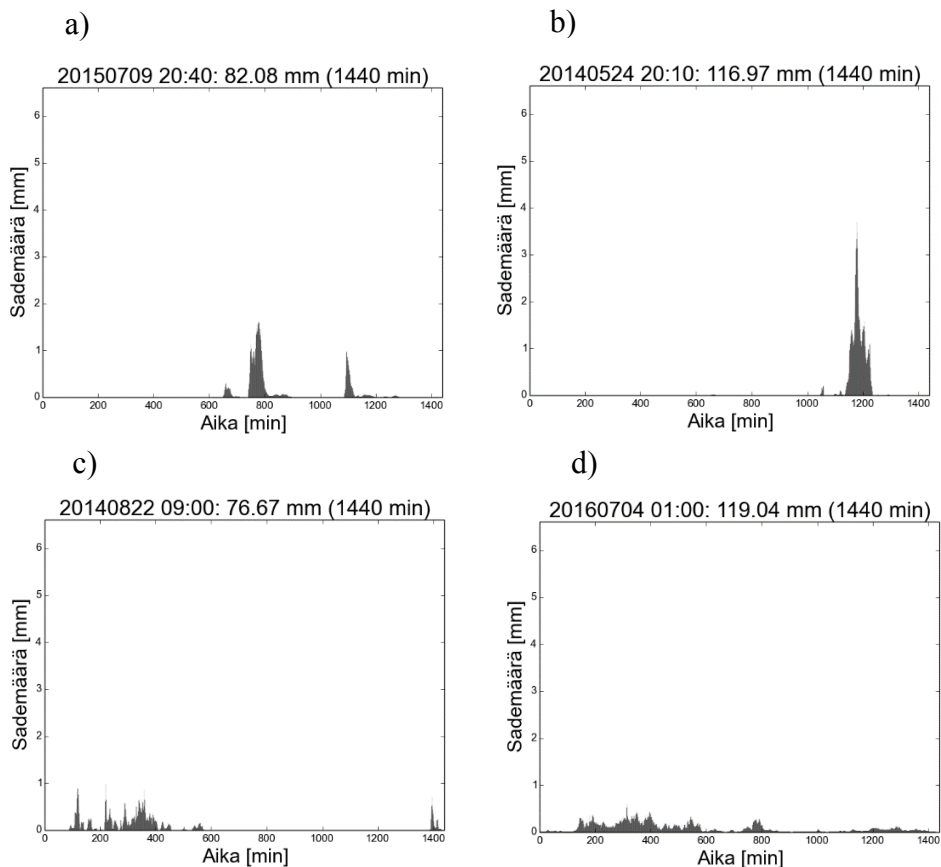 a)
20150709 20:40: 82.08 mm (1440 min)
6
5
4
3
2
1
0
Sademäärä [mm]
0 200 400 600 800 1000 1200 1400
Aika [min]
b)
20140524 20:10: 116.97 mm (1440 min)
6
5
4
3
2
1
0
Sademäärä [mm]
0 200 400 600 800 1000 1200 1400
Aika [min]
c)
20140822 09:00: 76.67 mm (1440 min)
6
5
4
3
2
1
0
Sademäärä [mm]
0 200 400 600 800 1000 1200 1400
Aika [min]
d)
20160704 01:00: 119.04 mm (1440 min)
6
5
4
3
2
1
0
Sademäärä [mm]
0 200 400 600 800 1000 1200 1400
Aika [min]